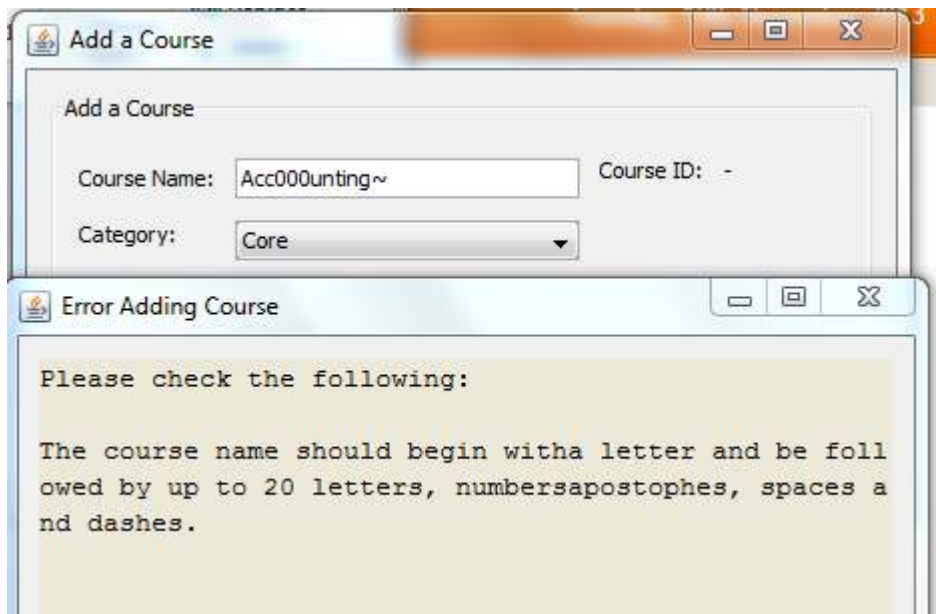 Add a Course
Add a Course
Course Name: Acc000unting~ Course ID: -
Category: Core
Error Adding Course
Please check the following:
The course name should begin witha letter and be foll
owed by up to 20 letters, numbersapostophes, spaces a
nd dashes.